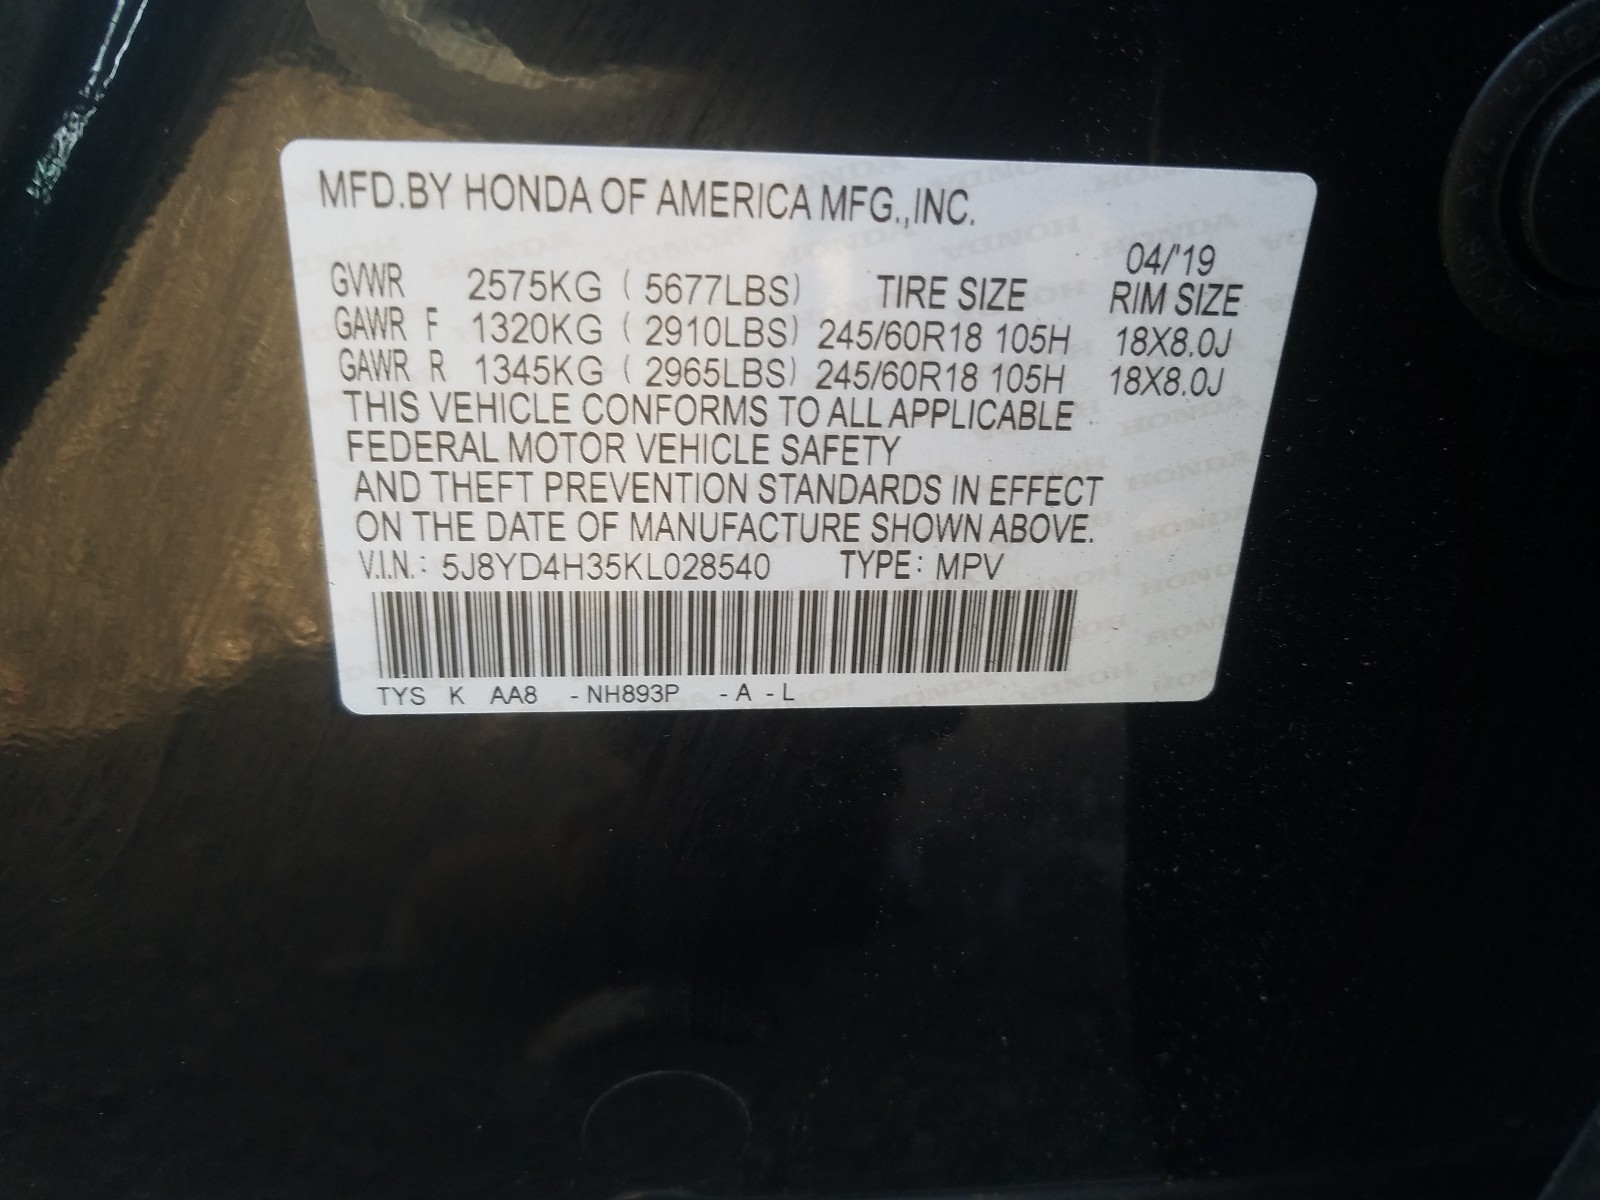 MFD.BY HONDA OF AMERICA MFG.,INC.
04/'19
GVWR 2575KG ( 5677LBS) TIRE SIZE RIM SIZE
GAWR F 1320KG ( 2910LBS) 245/60R18 105H 18X8.0J
GAWR R 1345KG ( 2965LBS) 245/60R18 105H 18X8.0J
THIS VEHICLE CONFORMS TO ALL APPLICABLE
FEDERAL MOTOR VEHICLE SAFETY
AND THEFT PREVENTION STANDARDS IN EFFECT
ON THE DATE OF MANUFACTURE SHOWN ABOVE.
V.I.N.: 5J8YD4H35KL028540 TYPE: MPV
TYS K AA8 -NH893P -A -L